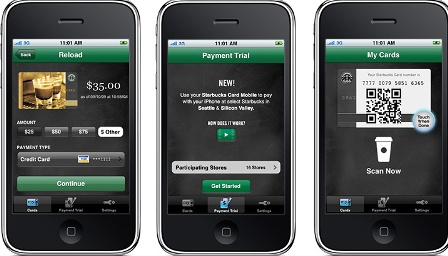 3G 11:01 AM
Back
Reload
$35.00
AMOUNT
$25 $50 $75 $ Other
PAYMENT TYPE
Credit Card
Continue
Cards Payment Trial Settings
3G 11:01 AM
Payment Trial
NEW!
Use your Starbucks Card Mobile to pay
with your iPhone at select Starbucks in
Seattle & Silicon Valley.
HOW DOES IT WORK?
Participating Stores 16 Stores
Get Started
Cards Payment Trial Settings
3G 11:01 AM
My Cards
Your Starbucks Card number is
Touch
When
Done
Scan Now
Cards Payment Trial Settings